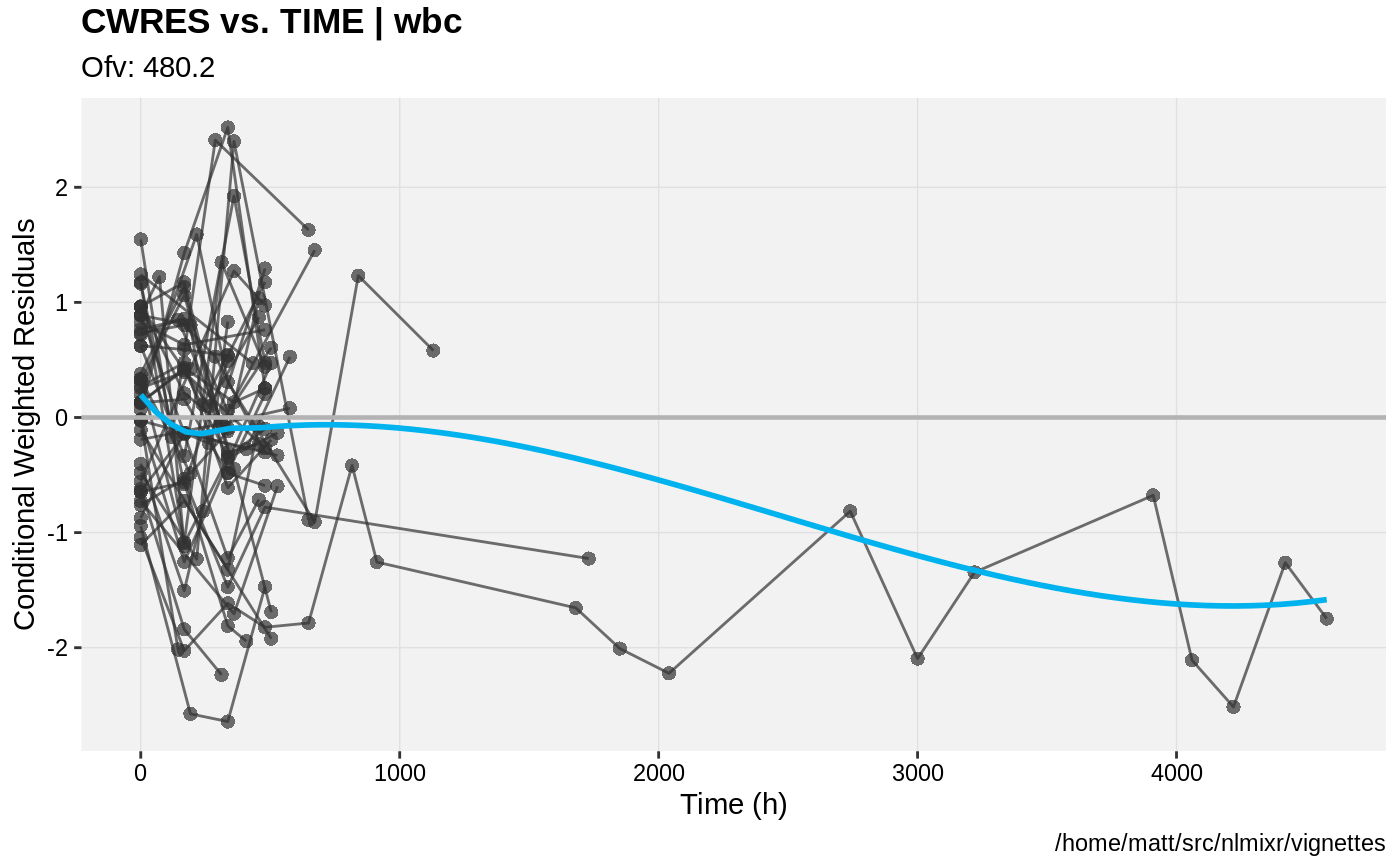 CWRES vs. TIME | wbc
Ofv: 480.2
Conditional Weighted Residuals
2
1
0
-1
-2
0 1000 2000 3000 4000
Time (h)
/home/matt/src/nlmixr/vignettes